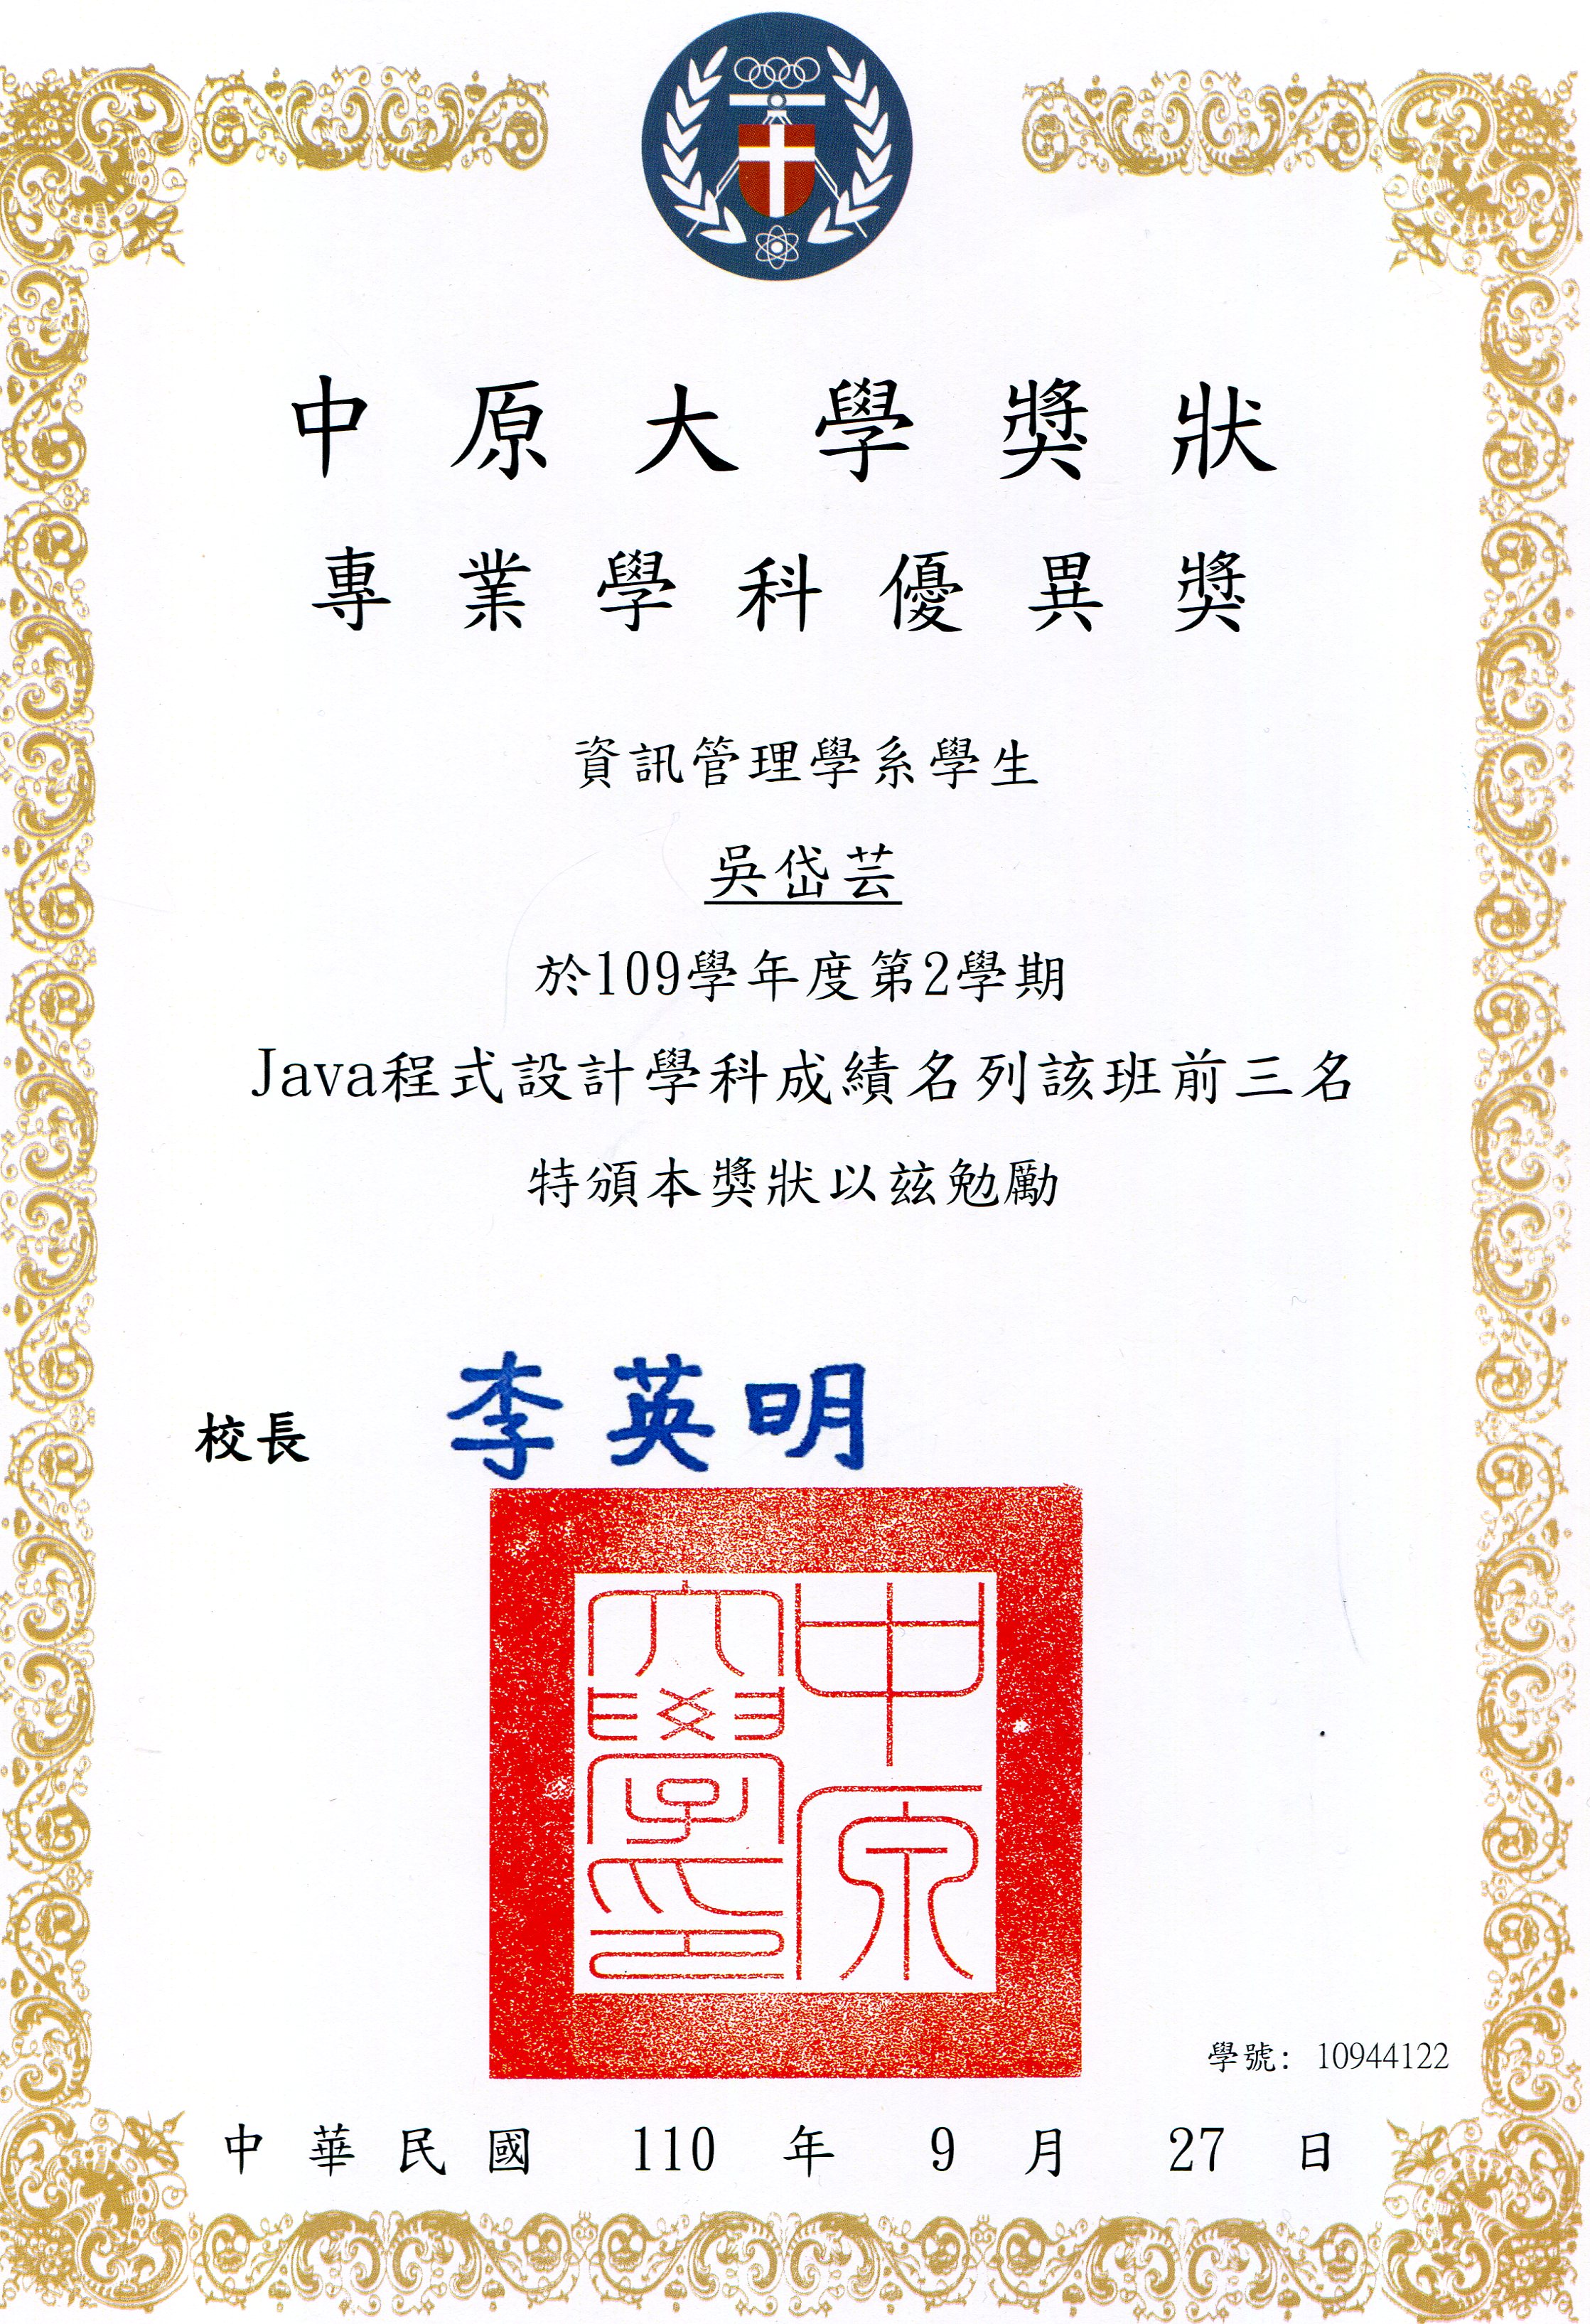 中原大學獎狀
專業學科優異獎
資訊管理學系學生
吳岱芸
於109學年度第2學期
Java程式設計學科成績名列該班前三名
特頒本獎狀以茲勉勵
校長 李英明
中原
大學印
學號: 10944122
中華民國 110 年 9 月 27 日